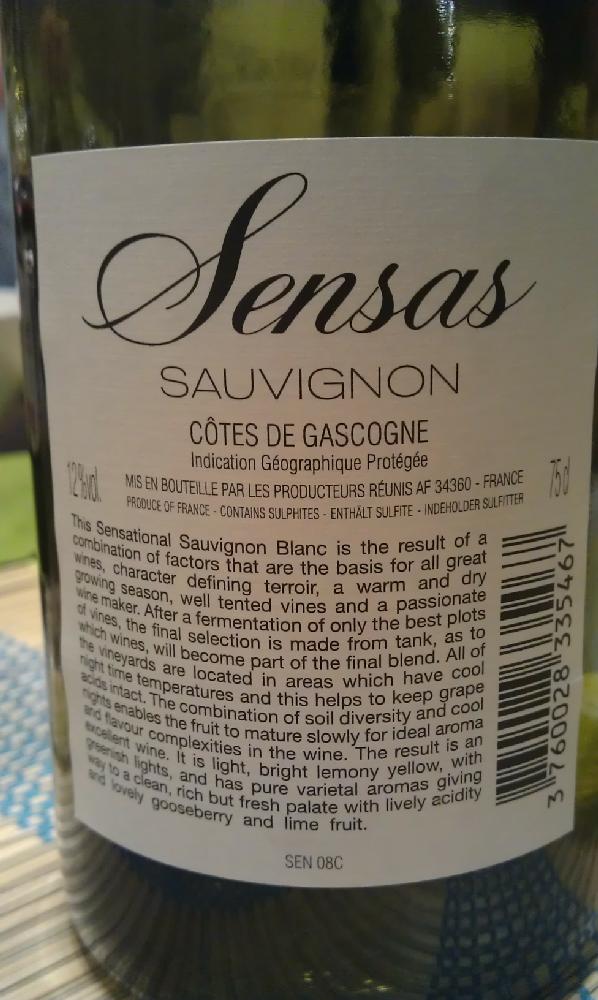 Sensas
SAUVIGNON
CÔTES DE GASCOGNE
Indication Géographique Protégée
12%vol. 75cl
MIS EN BOUTEILLE PAR LES PRODUCTEURS RÉUNIS AF 34360 - FRANCE
PRODUCE OF FRANCE - CONTAINS SULPHITES - ENTHÄLT SULFITE - INDEHOLDER SULFITTER
This Sensational Sauvignon Blanc is the result of a
combination of factors that are the basis for all great
wines, character defining terroir, a warm and dry
growing season, well tented vines and a passionate
wine maker. After a fermentation of only the best plots
of vines, the final selection is made from tank, as to
which wines, will become part of the final blend. All of
the vineyards are located in areas which have cool
night time temperatures and this helps to keep grape
acids intact. The combination of soil diversity and cool
nights enables the fruit to mature slowly for ideal aroma
and flavour complexities in the wine. The result is an
excellent wine. It is light, bright lemony yellow, with
greenish lights, and has pure varietal aromas giving
way to a clean, rich but fresh palate with lively acidity
and lovely gooseberry and lime fruit.
3 760028 335467
SEN 08C